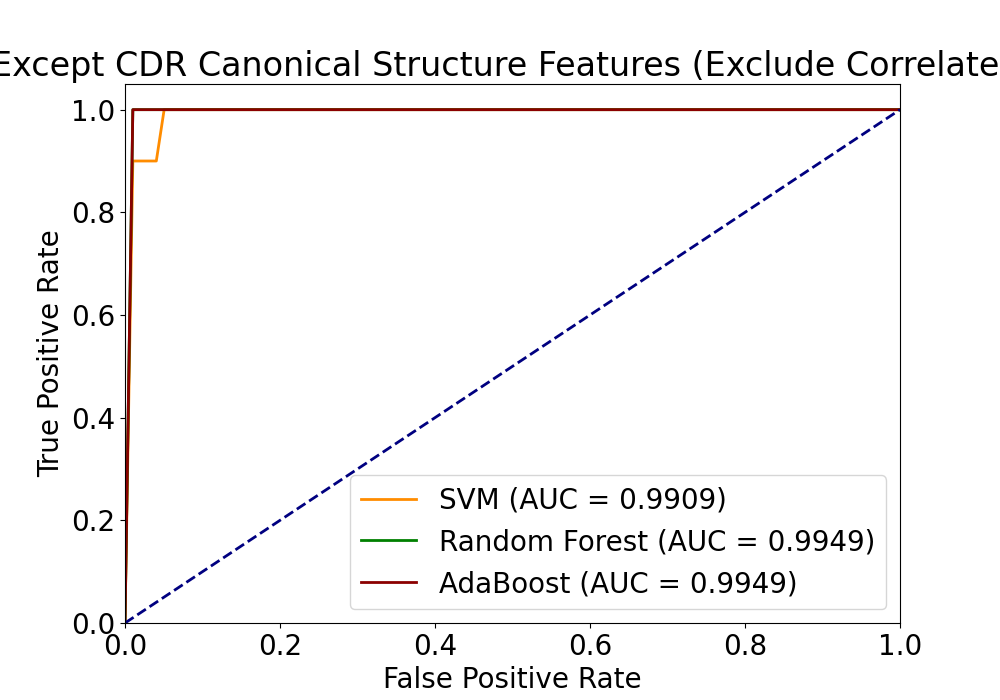 Except CDR Canonical Structure Features (Exclude Correlate
1.0
0.8
0.6
0.4
0.2
0.0
True Positive Rate
SVM (AUC = 0.9909)
Random Forest (AUC = 0.9949)
AdaBoost (AUC = 0.9949)
0.0 0.2 0.4 0.6 0.8 1.0
False Positive Rate